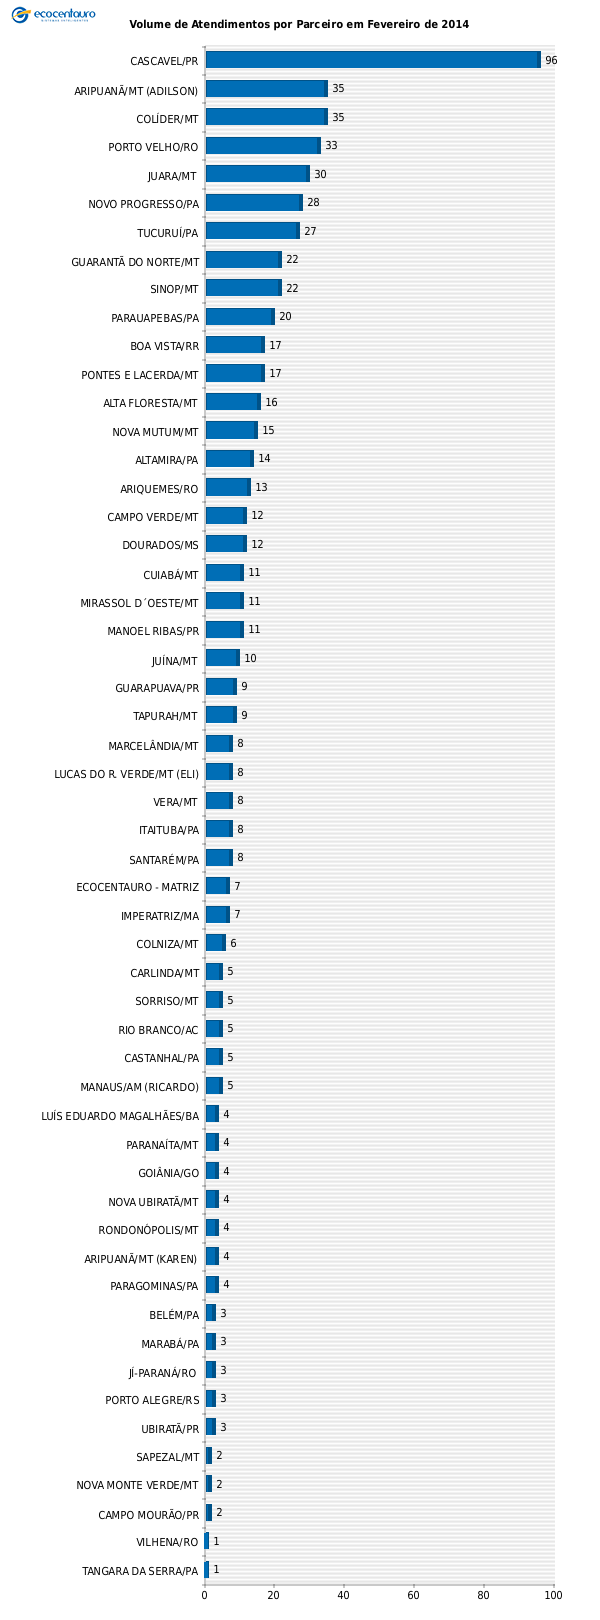 ecocentauro
Volume de Atendimentos por Parceiro em Fevereiro de 2014
CASCAVEL/PR 96
ARIPUANÃ/MT (ADILSON) 35
COLÍDER/MT 35
PORTO VELHO/RO 33
JUARA/MT 30
NOVO PROGRESSO/PA 28
TUCURUÍ/PA 27
GUARANTÃ DO NORTE/MT 22
SINOP/MT 22
PARAUAPEBAS/PA 20
BOA VISTA/RR 17
PONTES E LACERDA/MT 17
ALTA FLORESTA/MT 16
NOVA MUTUM/MT 15
ALTAMIRA/PA 14
ARIQUEMES/RO 13
CAMPO VERDE/MT 12
DOURADOS/MS 12
CUIABÁ/MT 11
MIRASSOL D´OESTE/MT 11
MANOEL RIBAS/PR 11
JUÍNA/MT 10
GUARAPUAVA/PR 9
TAPURAH/MT 9
MARCELÂNDIA/MT 8
LUCAS DO R. VERDE/MT (ELI) 8
VERA/MT 8
ITAITUBA/PA 8
SANTARÉM/PA 8
ECOCENTAURO - MATRIZ 7
IMPERATRIZ/MA 7
COLNIZA/MT 6
CARLINDA/MT 5
SORRISO/MT 5
RIO BRANCO/AC 5
CASTANHAL/PA 5
MANAUS/AM (RICARDO) 5
LUÍS EDUARDO MAGALHÃES/BA 4
PARANAÍTA/MT 4
GOIÂNIA/GO 4
NOVA UBIRATÃ/MT 4
RONDONÓPOLIS/MT 4
ARIPUANÃ/MT (KAREN) 4
PARAGOMINAS/PA 4
BELÉM/PA 3
MARABÁ/PA 3
JÍ-PARANÁ/RO 3
PORTO ALEGRE/RS 3
UBIRATÃ/PR 3
SAPEZAL/MT 2
NOVA MONTE VERDE/MT 2
CAMPO MOURÃO/PR 2
VILHENA/RO 1
TANGARA DA SERRA/PA 1
0 20 40 60 80 100